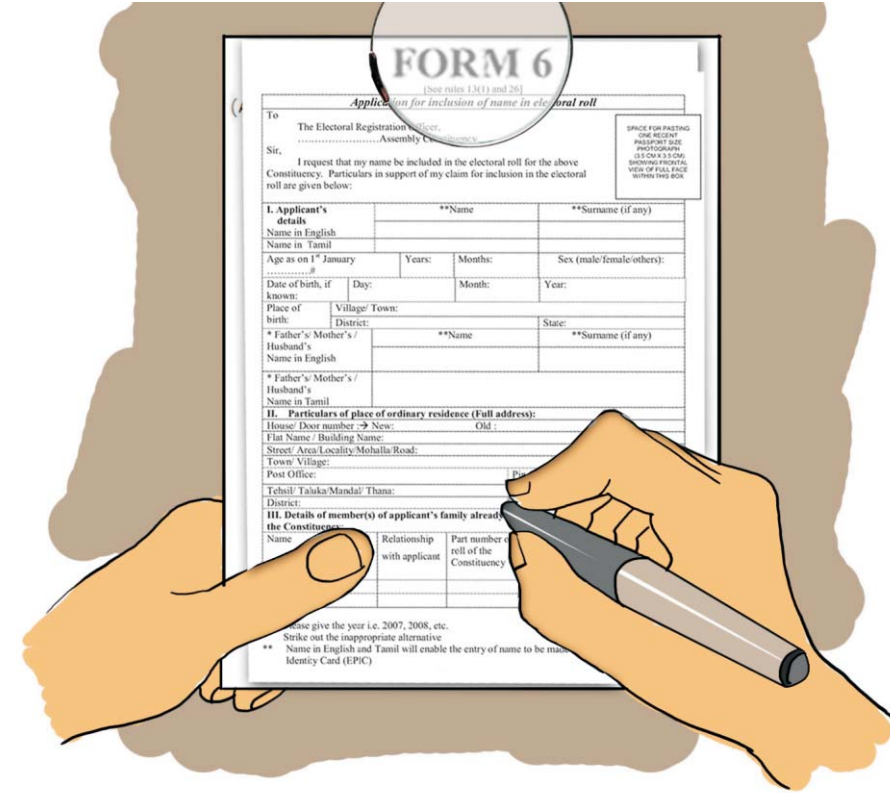 FORM 6
[See rules 13(1) and 26]
Application for inclusion of name in electoral roll
To
The Electoral Registration Officer,
..............................Assembly Constituency
Sir,
I request that my name be included in the electoral roll for the above
Constituency. Particulars in support of my claim for inclusion in the electoral
roll are given below:
SPACE FOR PASTING
ONE RECENT
PASSPORT SIZE
PHOTOGRAPH
(3.5 CM X 3.5 CM)
SHOWING FRONTAL
VIEW OF FULL FACE
WITHIN THIS BOX
I. Applicant's **Name **Surname (if any)
details
Name in English
Name in Tamil
Age as on 1st January Years: Months: Sex (male/female/others):
............#
Date of birth, if Day: Month: Year:
known:
Place of Village/ Town:
birth: District: State:
* Father's/ Mother's / **Name **Surname (if any)
Husband's
Name in English
* Father's/ Mother's /
Husband's
Name in Tamil
II. Particulars of place of ordinary residence (Full address):
House/ Door number :→ New: Old :
Flat Name / Building Name:
Street/ Area/Locality/Mohalla/Road:
Town/ Village:
Post Office:
Tehsil/ Taluka/Mandal/ Thana:
District:
III. Details of member(s) of applicant's family already
the Constituency:
Name Relationship Part number
with applicant roll of the
Constituency
give the year i.e. 2007, 2008, etc.
Strike out the inappropriate alternative
** Name in English and Tamil will enable the entry of name to be
Identity Card (EPIC)